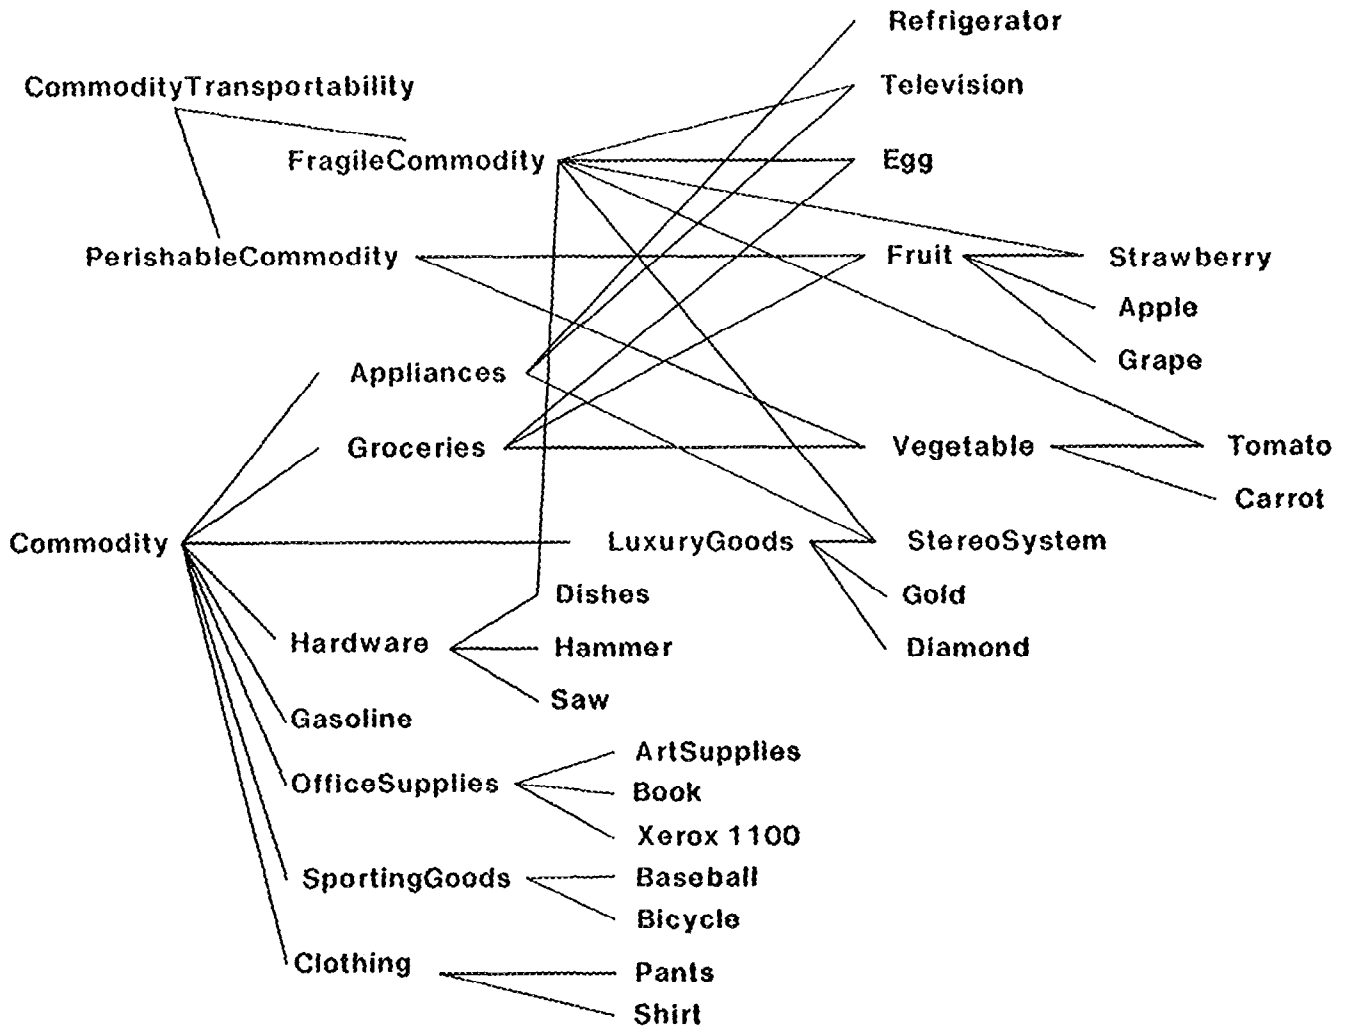 Refrigerator
CommodityTransportability
Television
FragileCommodity
Egg
PerishableCommodity
Fruit
Strawberry
Apple
Grape
Appliances
Groceries
Vegetable
Tomato
Carrot
Commodity
LuxuryGoods
StereoSystem
Gold
Diamond
Dishes
Hardware
Hammer
Saw
Gasoline
OfficeSupplies
ArtSupplies
Book
Xerox 1100
SportingGoods
Baseball
Bicycle
Clothing
Pants
Shirt